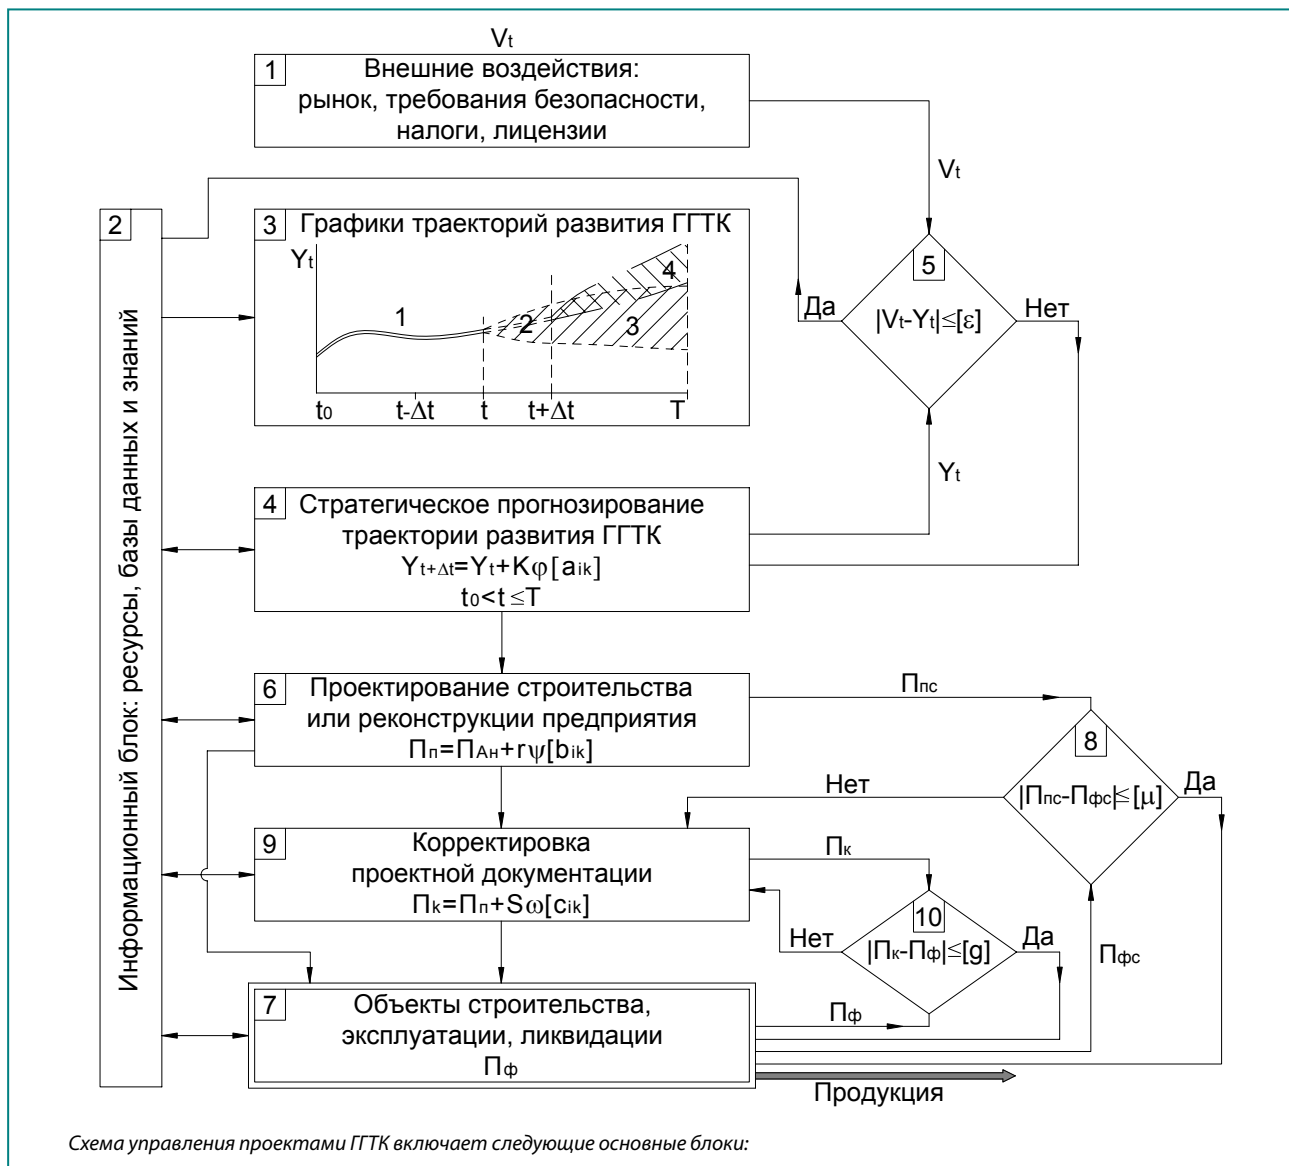 Vt
1
Внешние воздействия:
рынок, требования безопасности,
налоги, лицензии
Vt
2
Информационный блок: ресурсы, базы данных и знаний
3
Графики траекторий развития ГГТК
Yt
1
2
3
4
t0
t-Δt
t
t+Δt
T
5
|Vt-Yt|≤[ε]
Да
Нет
Yt
4
Стратегическое прогнозирование
траектории развития ГГТК
Yt+Δt=Yt+Kφ[aik]
t0<t≤T
6
Проектирование строительства
или реконструкции предприятия
Пп=ПАн+rψ[bik]
Ппс
8
|Ппс-Пфс|≤[μ]
Нет
Да
9
Корректировка
проектной документации
Пk=Пп+Sω[cik]
Пк
10
|Пк-Пф|≤[g]
Нет
Да
Пфс
7
Объекты строительства,
эксплуатации, ликвидации
Пф
Пф
Продукция
Схема управления проектами ГГТК включает следующие основные блоки: